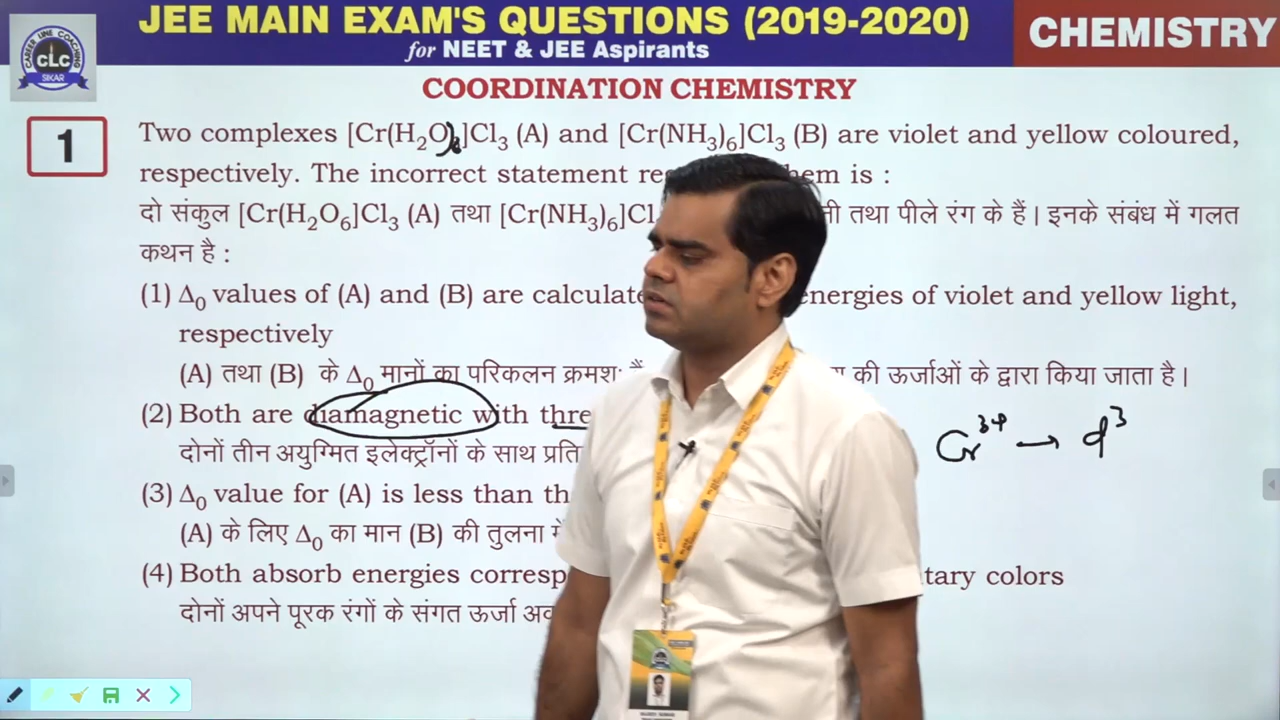 JEE MAIN EXAM'S QUESTIONS (2019-2020)
for NEET & JEE Aspirants
CHEMISTRY
CAREER LINE COACHING
CLC
SIKAR
COORDINATION CHEMISTRY
1
Two complexes [Cr(H₂O)₆]Cl₃ (A) and [Cr(NH₃)₆]Cl₃ (B) are violet and yellow coloured,
respectively. The incorrect statement re hem is :
दो संकुल [Cr(H₂O₆]Cl₃ (A) तथा [Cr(NH₃)₆]Cl नी तथा पीले रंग के हैं। इनके संबंध में गलत
कथन है :
(1) Δ₀ values of (A) and (B) are calculate energies of violet and yellow light,
respectively
(A) तथा (B) के Δ₀ मानों का परिकलन क्रमशः की ऊर्जाओं के द्वारा किया जाता है।
(2) Both are diamagnetic with thre
Cr³⁺ → d³
दोनों तीन अयुग्मित इलेक्ट्रॉनों के साथ प्रति
(3) Δ₀ value for (A) is less than th
(A) के लिए Δ₀ का मान (B) की तुलना में
(4) Both absorb energies corresp tary colors
दोनों अपने पूरक रंगों के संगत ऊर्जा अव